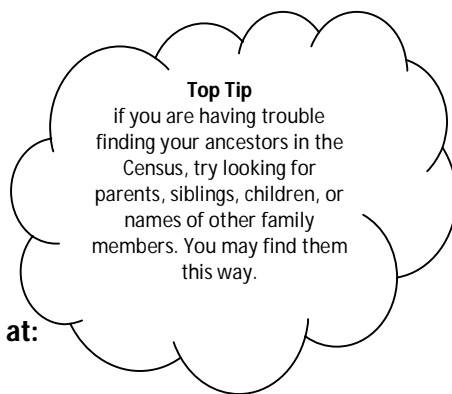 Top Tip
if you are having trouble
finding your ancestors in the
Census, try looking for
parents, siblings, children, or
names of other family
members. You may find them
this way.
at: